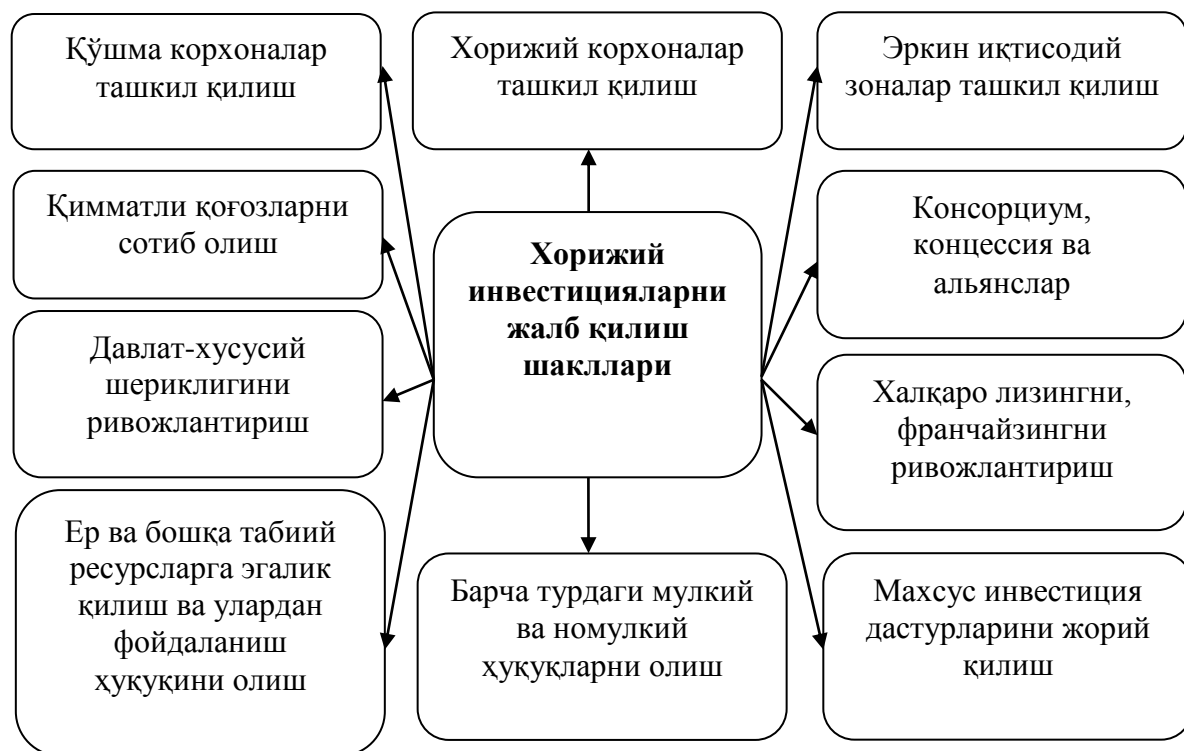 Қўшма корхоналар
ташкил қилиш
Хорижий корхоналар
ташкил қилиш
Эркин иқтисодий
зоналар ташкил қилиш
Қимматли қоғозларни
сотиб олиш
Хорижий
инвестицияларни
жалб қилиш
шакллари
Консорциум,
концессия ва
альянслар
Давлат-хусусий
шериклигини
ривожлантириш
Халқаро лизингни,
франчайзингни
ривожлантириш
Ер ва бошқа табиий
ресурсларга эгалик
қилиш ва улардан
фойдаланиш
ҳуқуқини олиш
Барча турдаги мулкий
ва номулкий
ҳуқуқларни олиш
Махсус инвестиция
дастурларини жорий
қилиш